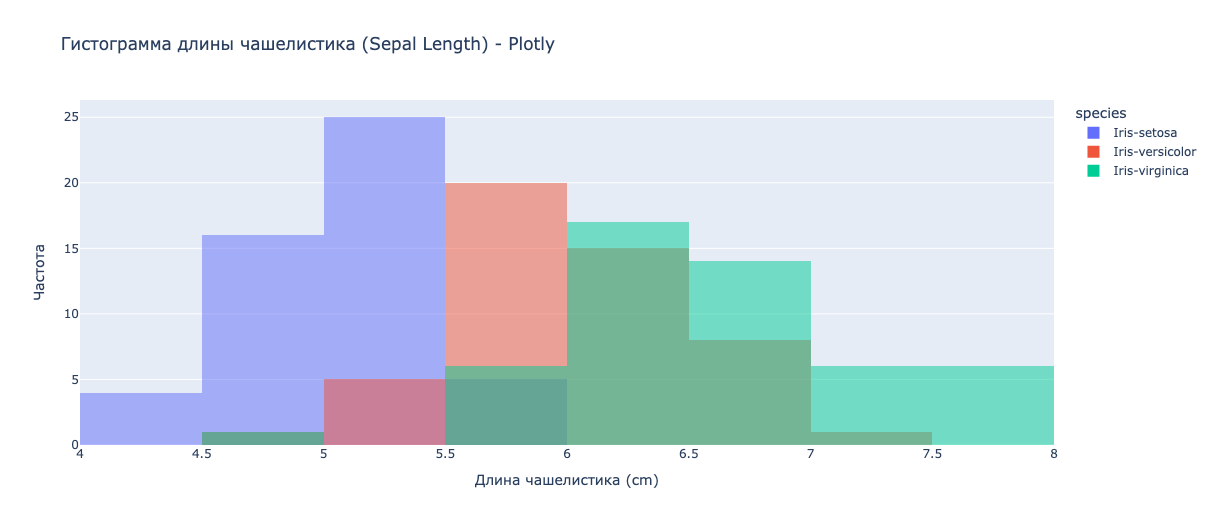 Гистограмма длины чашелистика (Sepal Length) - Plotly
species
Iris-setosa
Iris-versicolor
Iris-virginica
Частота
25
20
15
10
5
0
4 4.5 5 5.5 6 6.5 7 7.5 8
Длина чашелистика (cm)